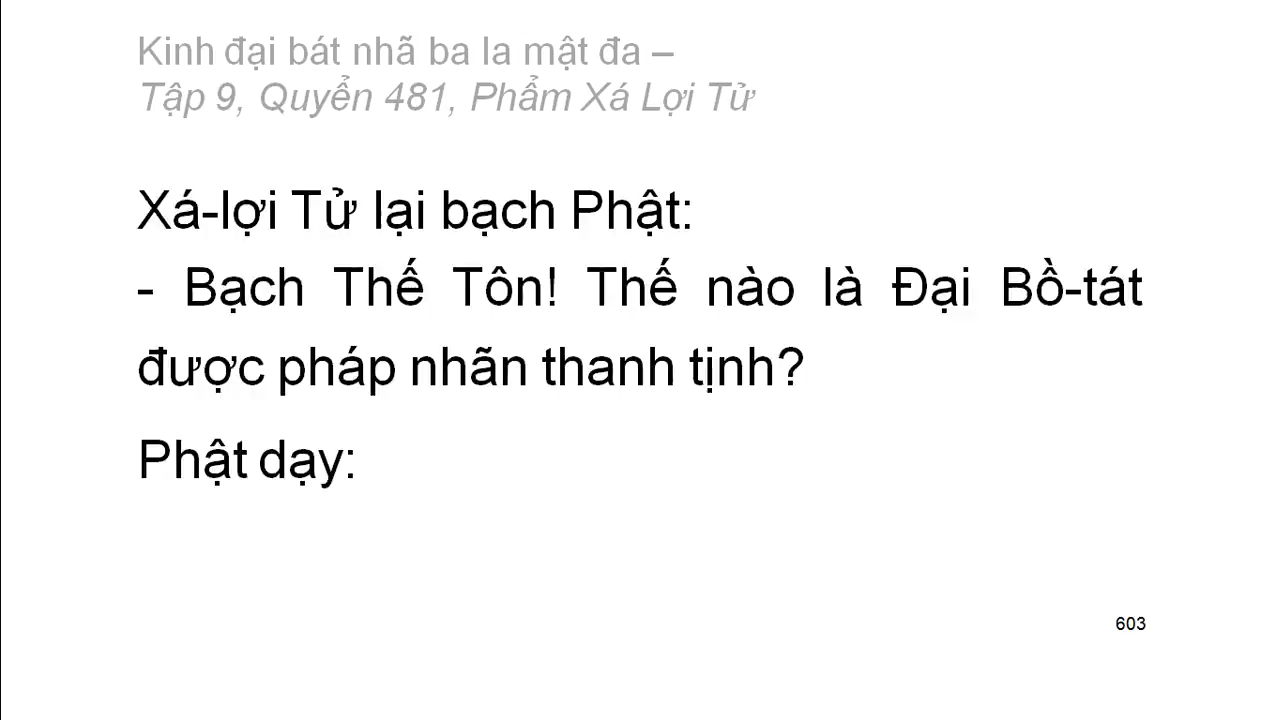 Kinh đại bát nhã ba la mật đa –
Tập 9, Quyển 481, Phẩm Xá Lợi Tử
Xá-lợi Tử lại bạch Phật:
- Bạch Thế Tôn! Thế nào là Đại Bồ-tát
được pháp nhãn thanh tịnh?
Phật dạy:
603